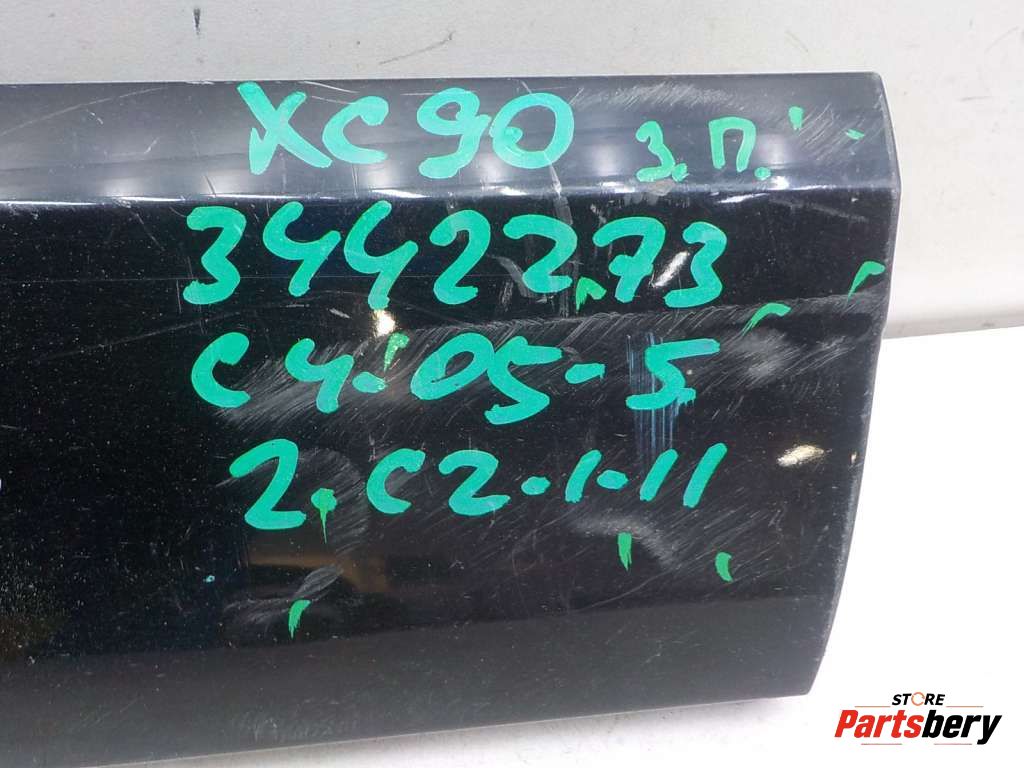 XC90 З.П.
3442273
C4-05-5
2.C2-1-11
STORE
Partsbery